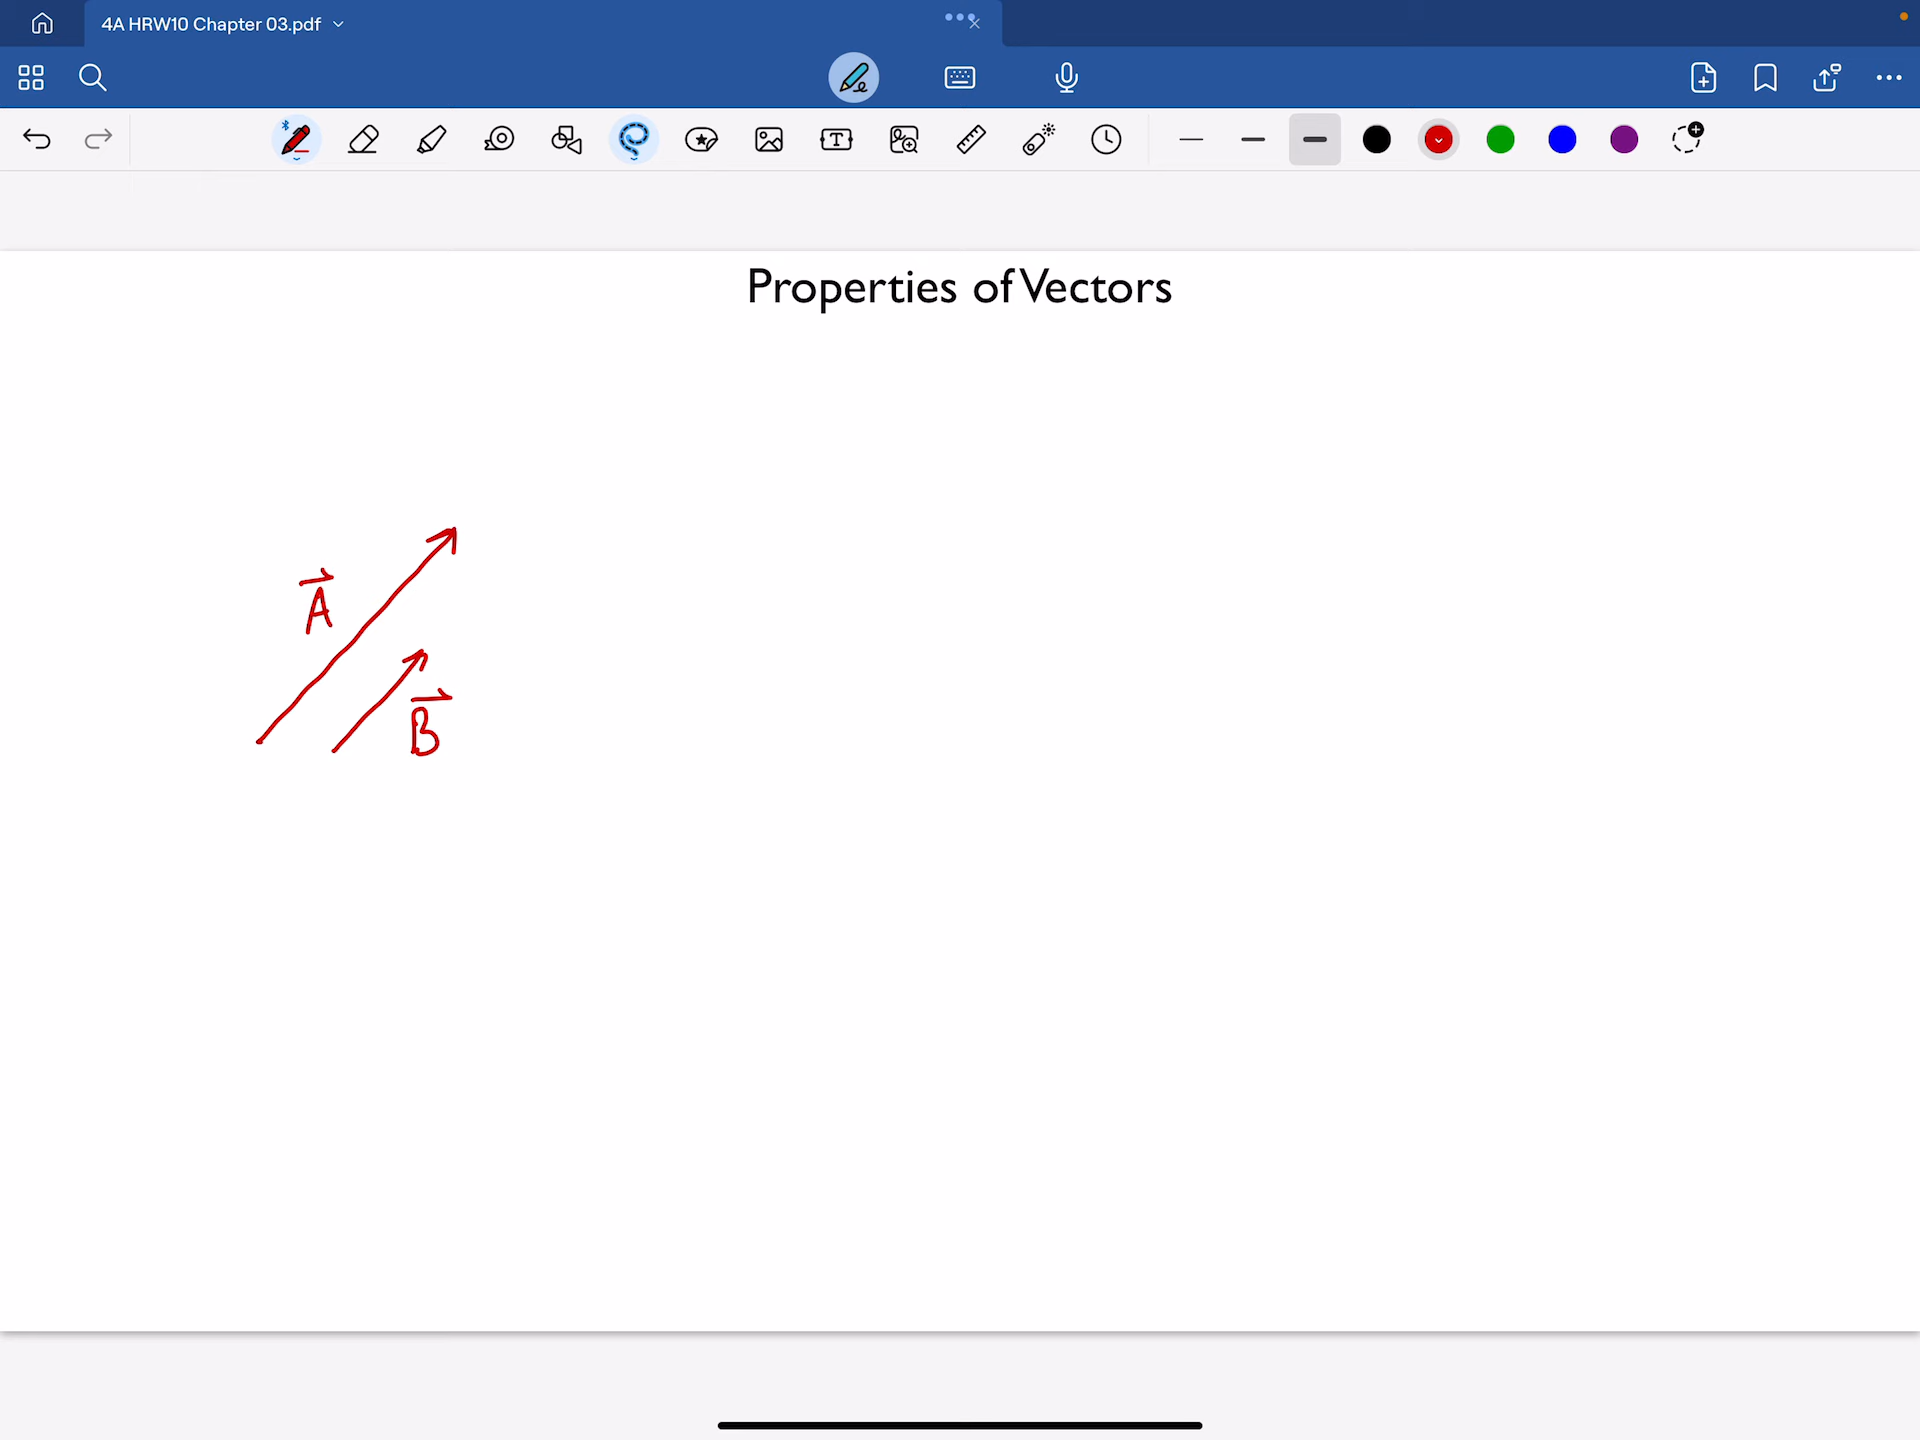 4A HRW10 Chapter 03.pdf
Properties of Vectors
A⃗
B⃗